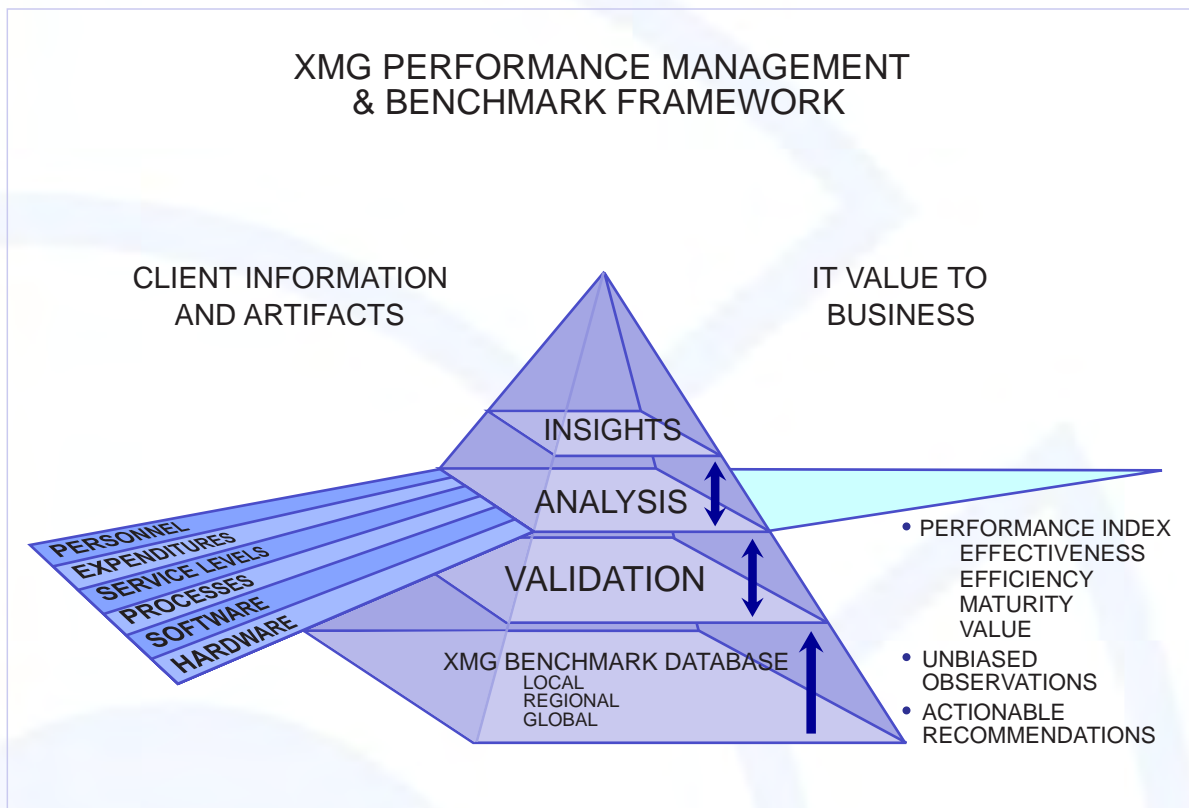 XMG PERFORMANCE MANAGEMENT
& BENCHMARK FRAMEWORK
CLIENT INFORMATION
AND ARTIFACTS
IT VALUE TO
BUSINESS
INSIGHTS
ANALYSIS
VALIDATION
XMG BENCHMARK DATABASE
LOCAL
REGIONAL
GLOBAL
PERSONNEL
EXPENDITURES
SERVICE LEVELS
PROCESSES
SOFTWARE
HARDWARE
• PERFORMANCE INDEX
EFFECTIVENESS
EFFICIENCY
MATURITY
VALUE
• UNBIASED
OBSERVATIONS
• ACTIONABLE
RECOMMENDATIONS